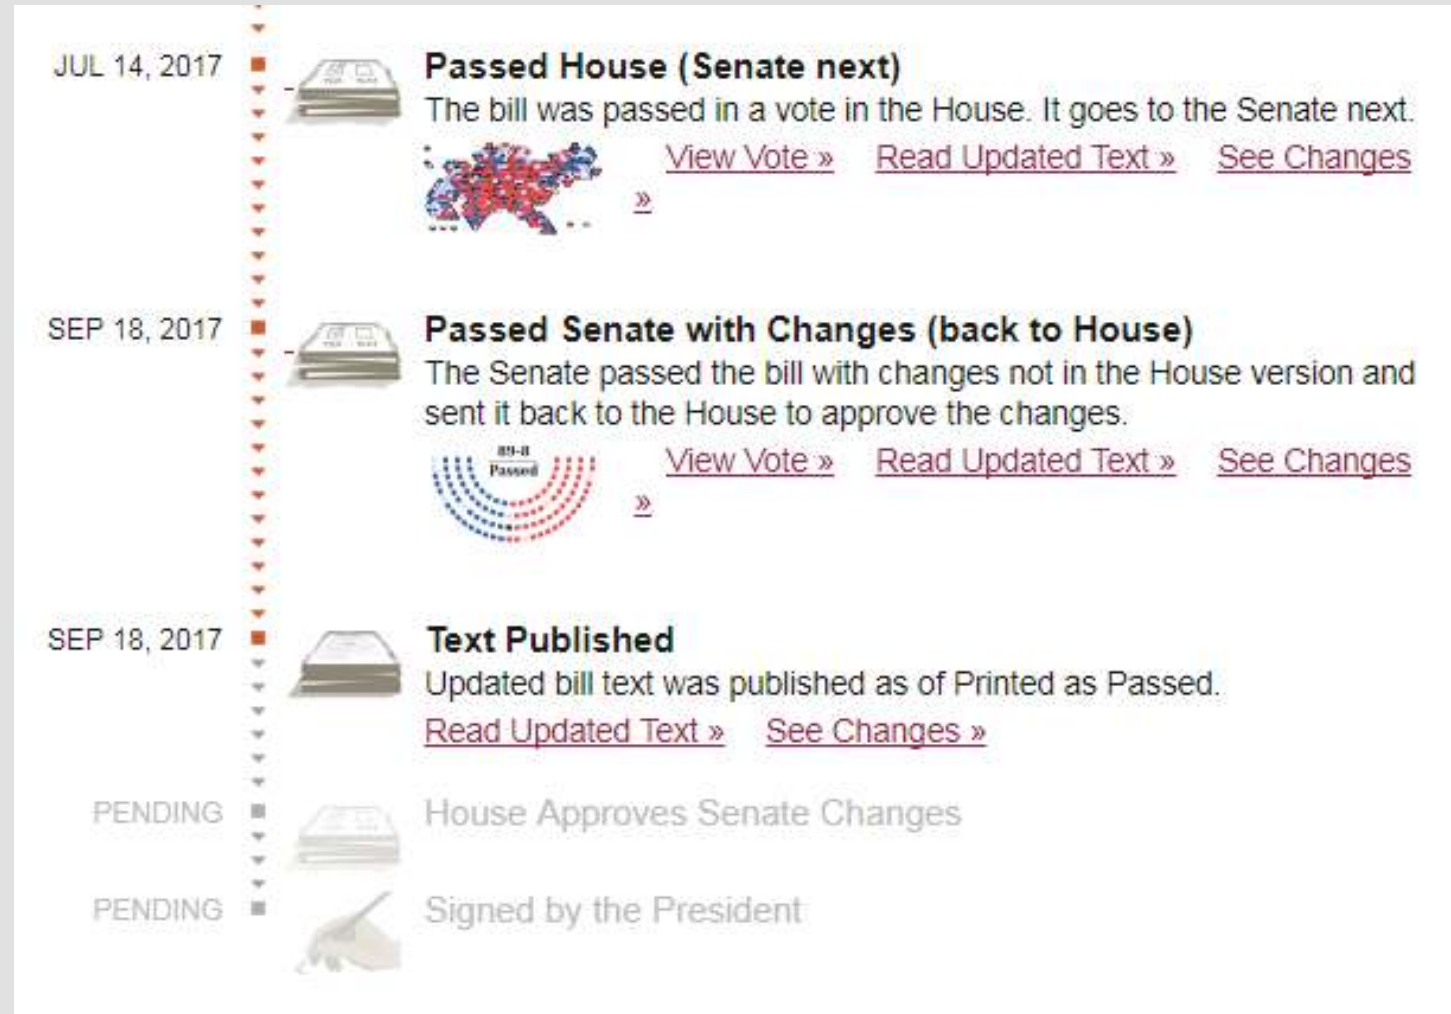 JUL 14, 2017
Passed House (Senate next)
The bill was passed in a vote in the House. It goes to the Senate next.
View Vote » Read Updated Text » See Changes
»
SEP 18, 2017
Passed Senate with Changes (back to House)
The Senate passed the bill with changes not in the House version and
sent it back to the House to approve the changes.
89-8
Passed
View Vote » Read Updated Text » See Changes
»
SEP 18, 2017
Text Published
Updated bill text was published as of Printed as Passed.
Read Updated Text » See Changes »
PENDING
House Approves Senate Changes
PENDING
Signed by the President